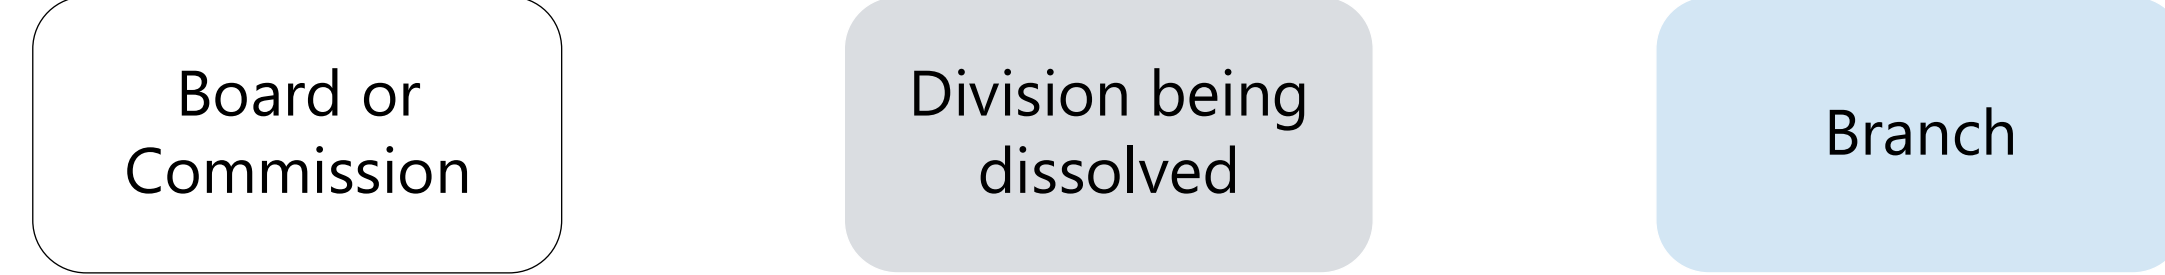 Board or
Commission
Division being
dissolved
Branch